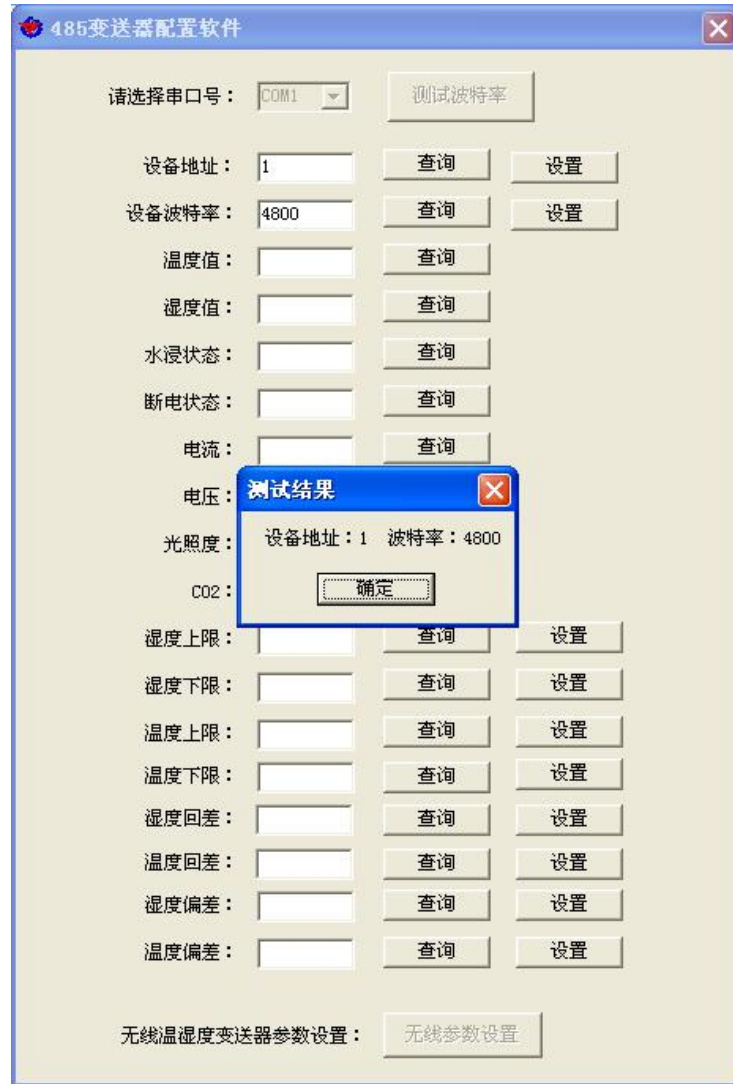 485变送器配置软件
请选择串口号： COM1 测试波特率
设备地址： 1 查询 设置
设备波特率： 4800 查询 设置
温度值： 查询
湿度值： 查询
水浸状态： 查询
断电状态： 查询
电流： 查询
电压：
测试结果
光照度：
设备地址：1 波特率：4800
CO2：
确定
湿度上限： 查询 设置
湿度下限： 查询 设置
温度上限： 查询 设置
温度下限： 查询 设置
湿度回差： 查询 设置
温度回差： 查询 设置
湿度偏差： 查询 设置
温度偏差： 查询 设置
无线温湿度变送器参数设置： 无线参数设置